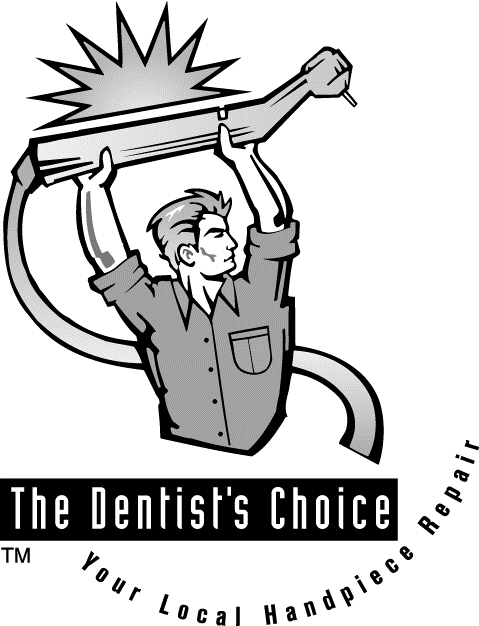 The Dentist's Choice
TM
Your Local Handpiece Repair